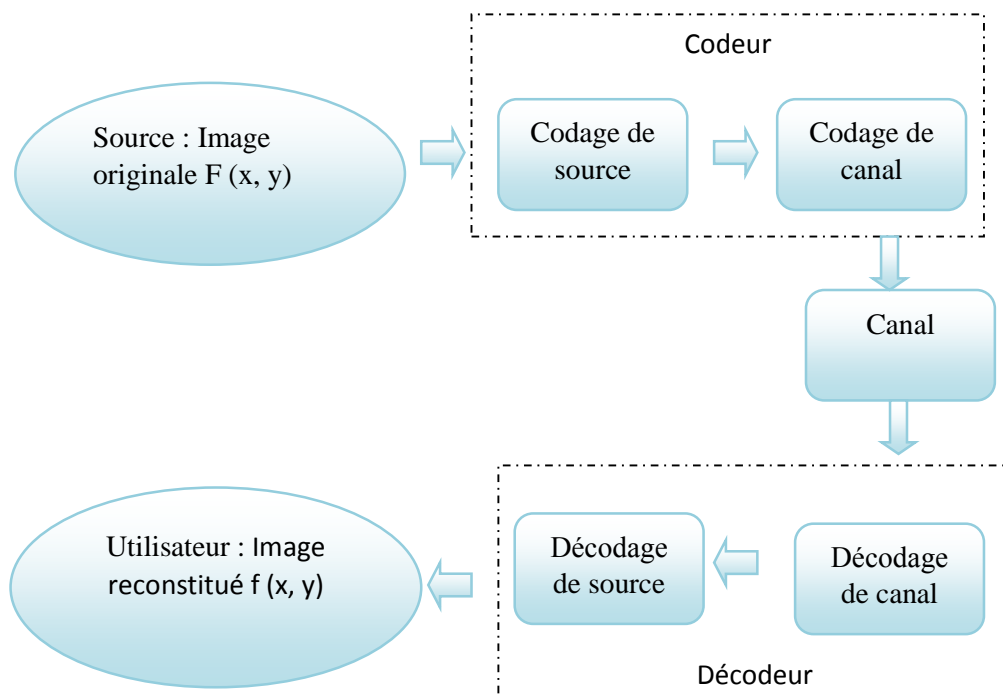 Codeur
Source : Image
originale F (x, y)
Codage de
source
Codage de
canal
Canal
Utilisateur : Image
reconstitué f (x, y)
Décodage
de source
Décodage
de canal
Décodeur